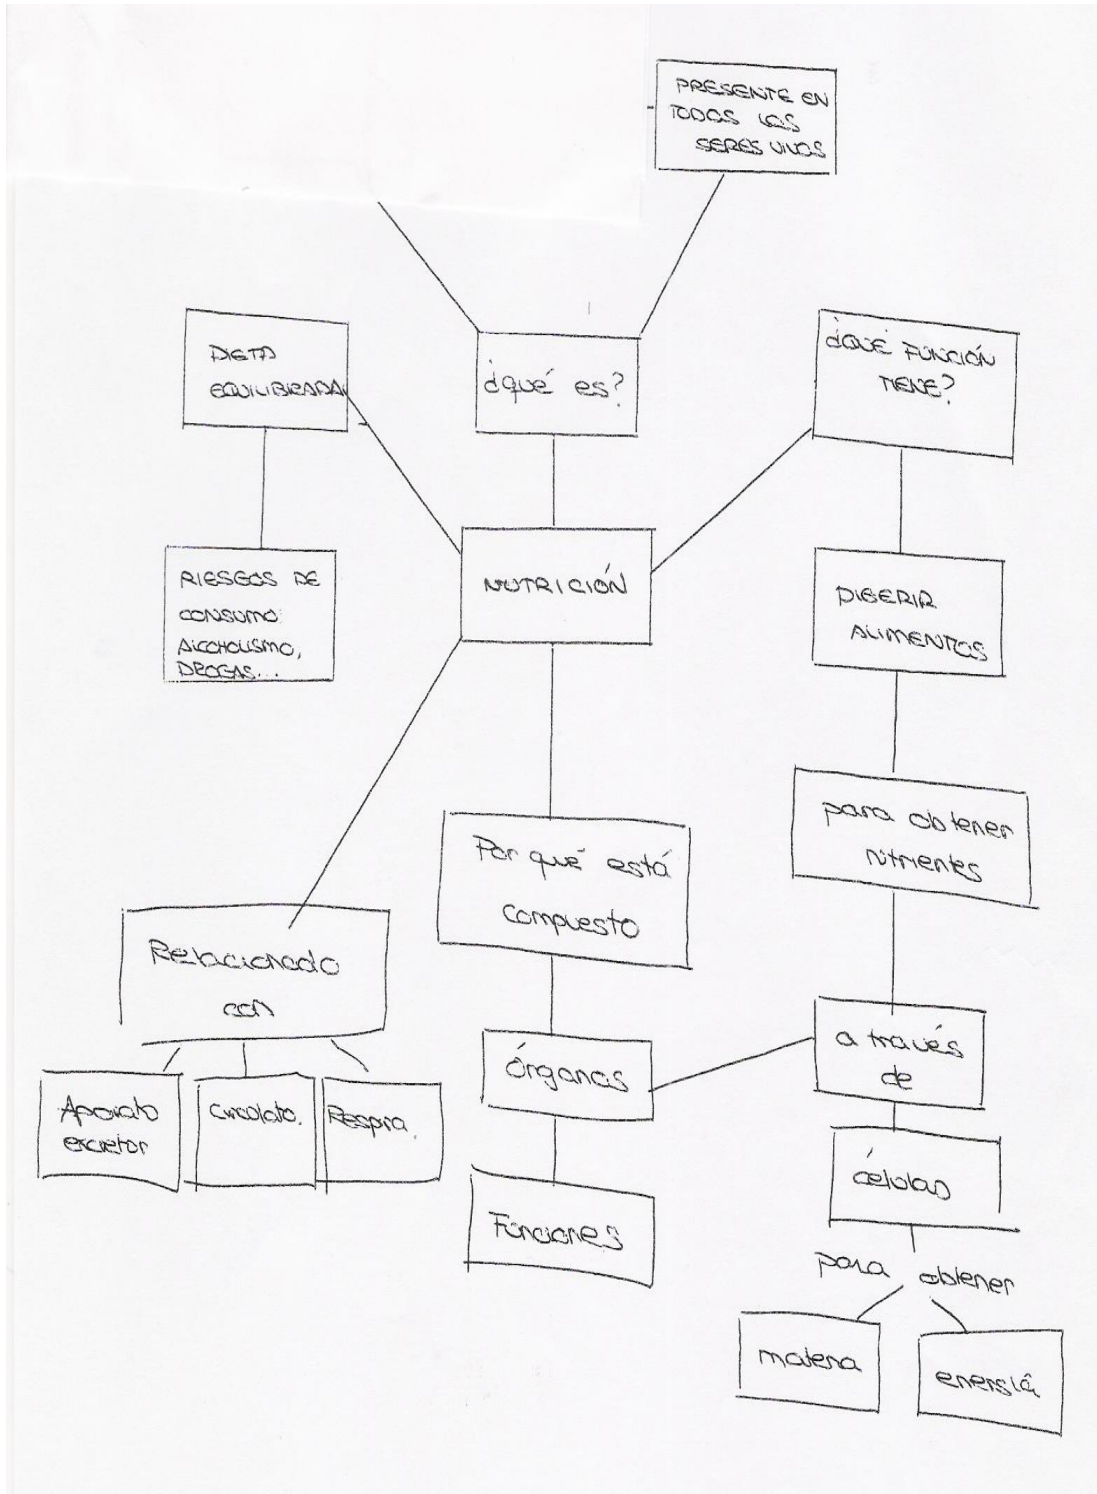 PRESENTE EN
TODOS LOS
SERES VIVOS
DIETA
EQUILIBRADA
¿qué es?
¿QUÉ FUNCIÓN
TIENE?
RIESGOS DE
CONSUMO:
ALCOHOLISMO,
DROGAS...
NUTRICIÓN
DIGERIR
ALIMENTOS
para obtener
nutrientes
Por qué está
compuesto
Relacionado
con
órganos
a través
de
Aparato
excretor
Circulato.
Respira.
células
Funciones
para obtener
materia
energía